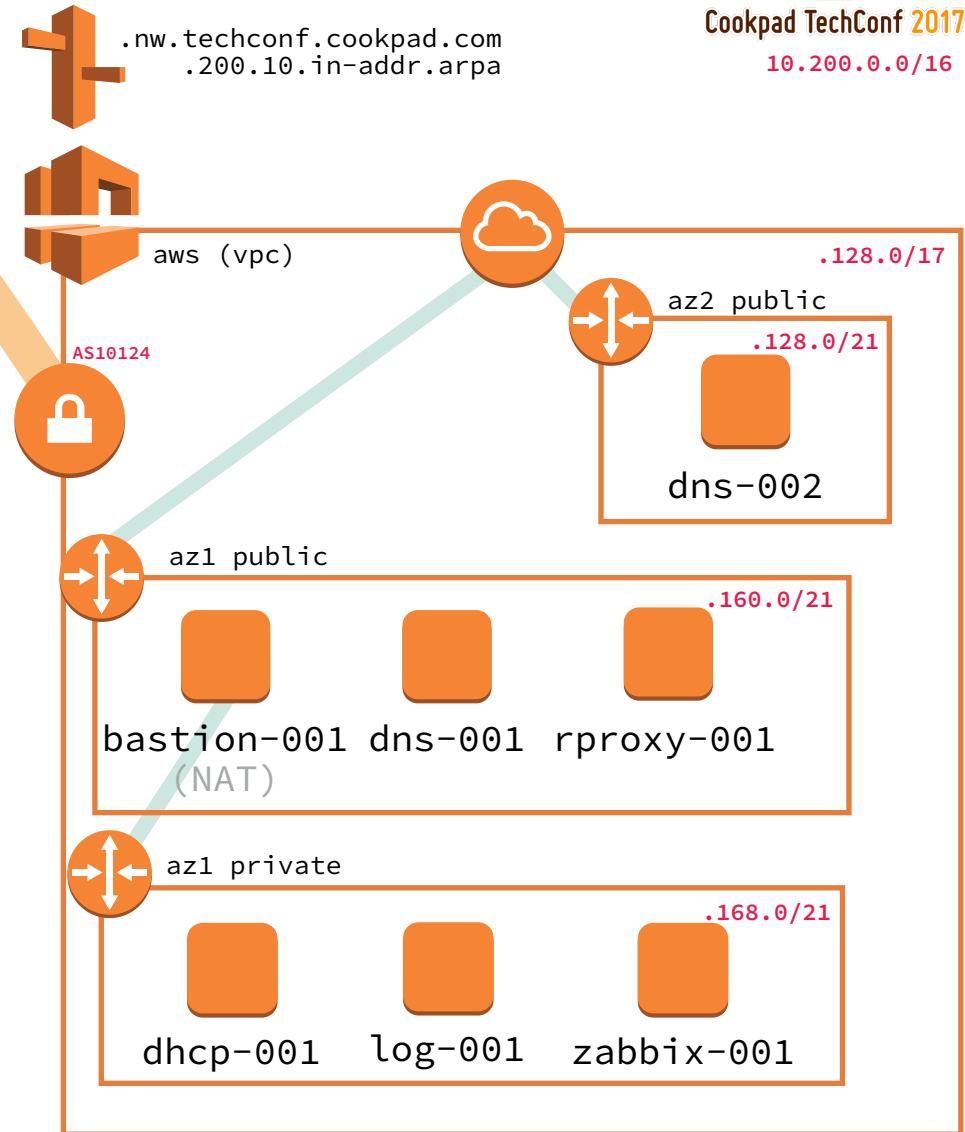 .nw.techconf.cookpad.com
.200.10.in-addr.arpa
Cookpad TechConf 2017
10.200.0.0/16
aws (vpc)
.128.0/17
az2 public
.128.0/21
AS10124
dns-002
az1 public
.160.0/21
bastion-001 dns-001 rproxy-001
(NAT)
az1 private
.168.0/21
dhcp-001 log-001 zabbix-001